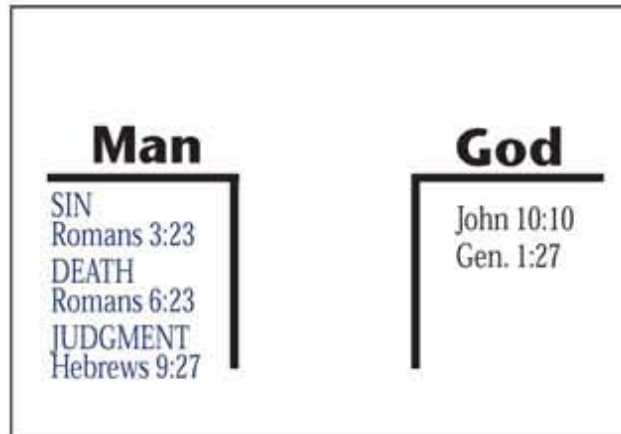 Man
SIN
Romans 3:23
DEATH
Romans 6:23
JUDGMENT
Hebrews 9:27
God
John 10:10
Gen. 1:27